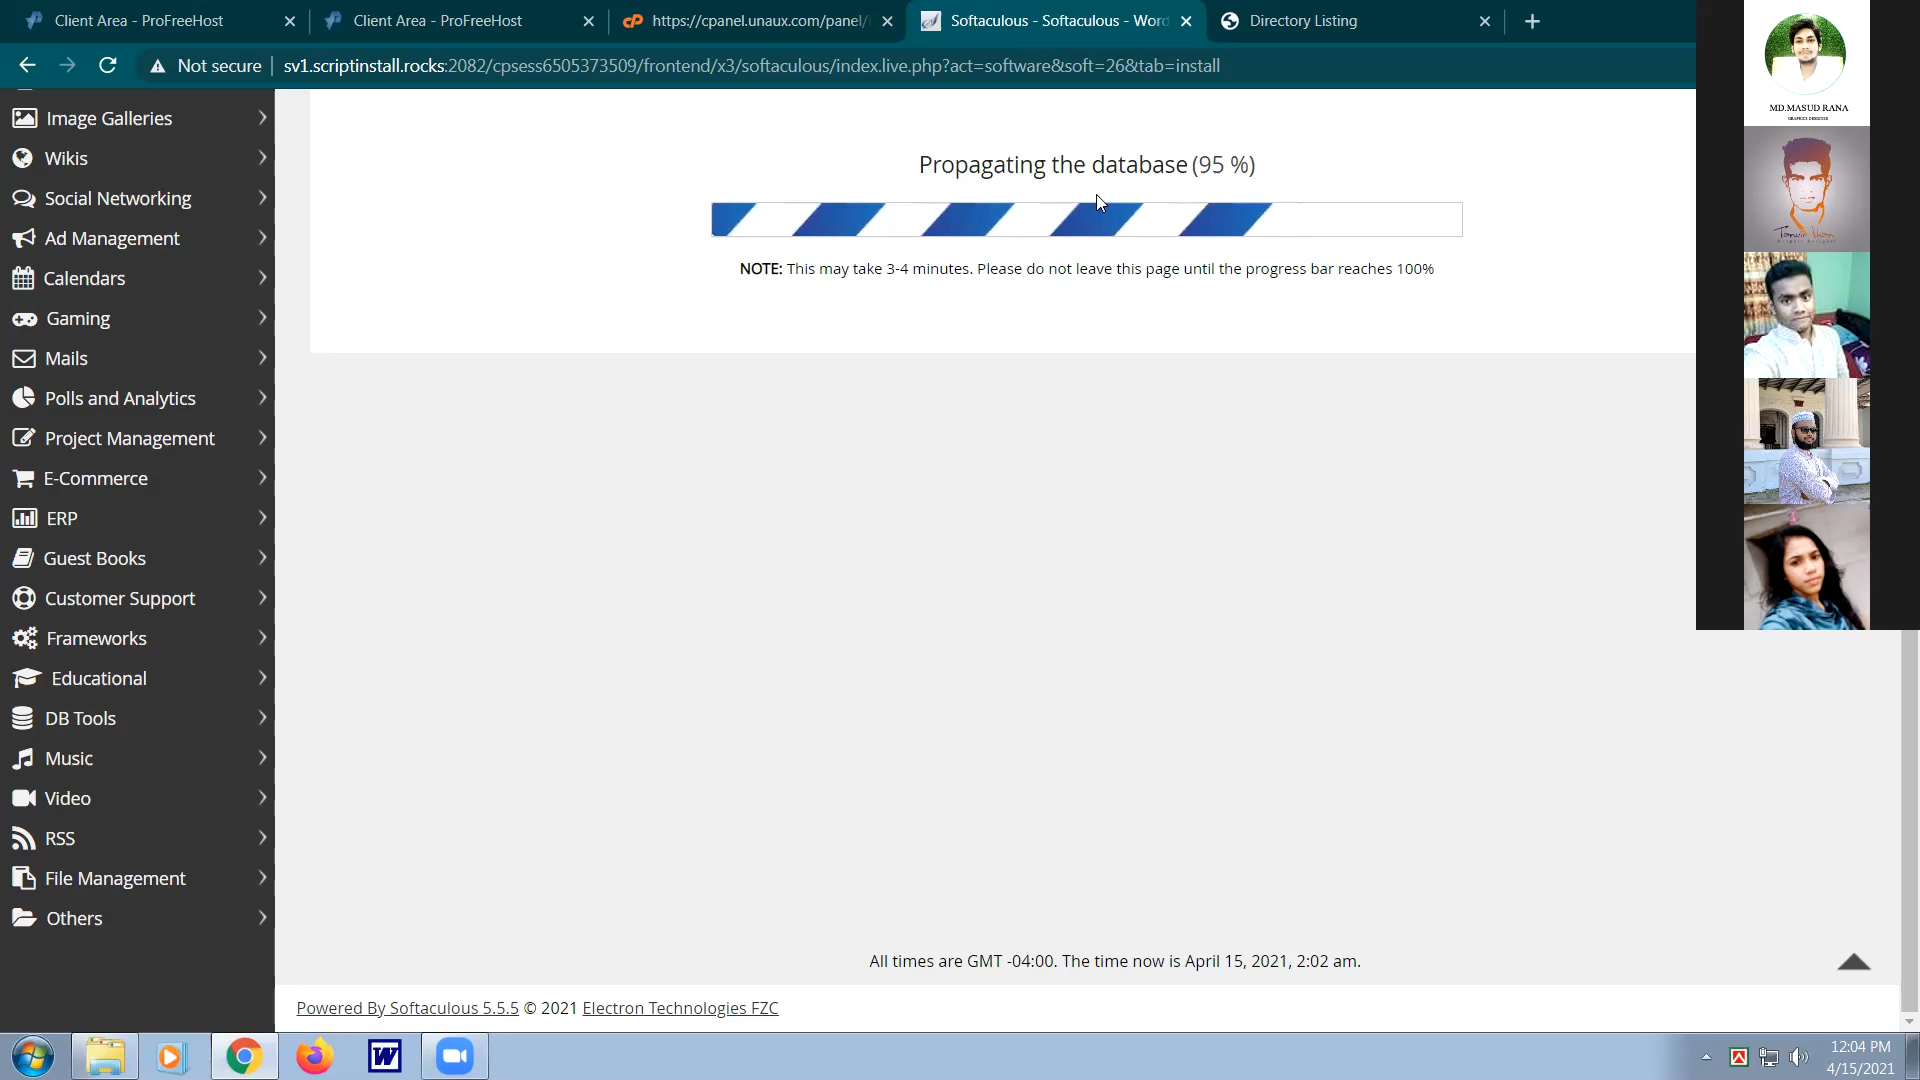 Client Area - ProFreeHost
Client Area - ProFreeHost
https://cpanel.unaux.com/panel/
Softaculous - Softaculous - Word
Directory Listing
Not secure
sv1.scriptinstall.rocks:2082/cpsess6505373509/frontend/x3/softaculous/index.live.php?act=software&soft=26&tab=install
Image Galleries
Wikis
Social Networking
Ad Management
Calendars
Gaming
Mails
Polls and Analytics
Project Management
E-Commerce
ERP
Guest Books
Customer Support
Frameworks
Educational
DB Tools
Music
Video
RSS
File Management
Others
Propagating the database (95 %)
NOTE: This may take 3-4 minutes. Please do not leave this page until the progress bar reaches 100%
All times are GMT -04:00. The time now is April 15, 2021, 2:02 am.
Powered By Softaculous 5.5.5 © 2021 Electron Technologies FZC
MD.MASUD RANA
GRAPHICS DESIGNER
12:04 PM
4/15/2021